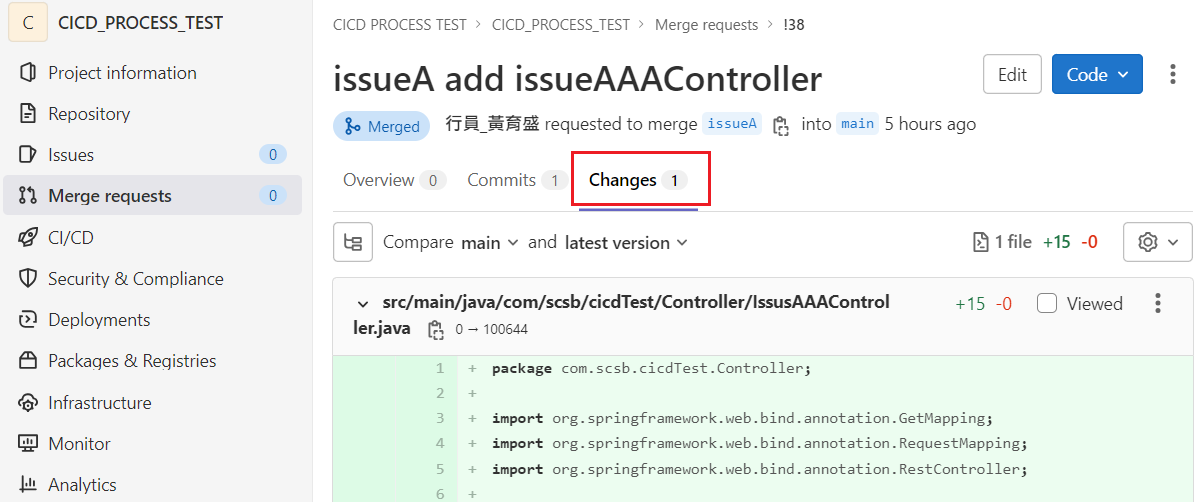 C CICD_PROCESS_TEST
Project information
Repository
Issues 0
Merge requests 0
CI/CD
Security & Compliance
Deployments
Packages & Registries
Infrastructure
Monitor
Analytics
CICD PROCESS TEST > CICD_PROCESS_TEST > Merge requests > !38
issueA add issueAAAController
Edit Code
Merged 行員_黃育盛 requested to merge issueA into main 5 hours ago
Overview 0 Commits 1 Changes 1
Compare main and latest version 1 file +15 -0
src/main/java/com/scsb/cicdTest/Controller/IssusAAAControl
ler.java 0 → 100644
+15 -0 Viewed
1 + package com.scsb.cicdTest.Controller;
2 +
3 + import org.springframework.web.bind.annotation.GetMapping;
4 + import org.springframework.web.bind.annotation.RequestMapping;
5 + import org.springframework.web.bind.annotation.RestController;
6 +